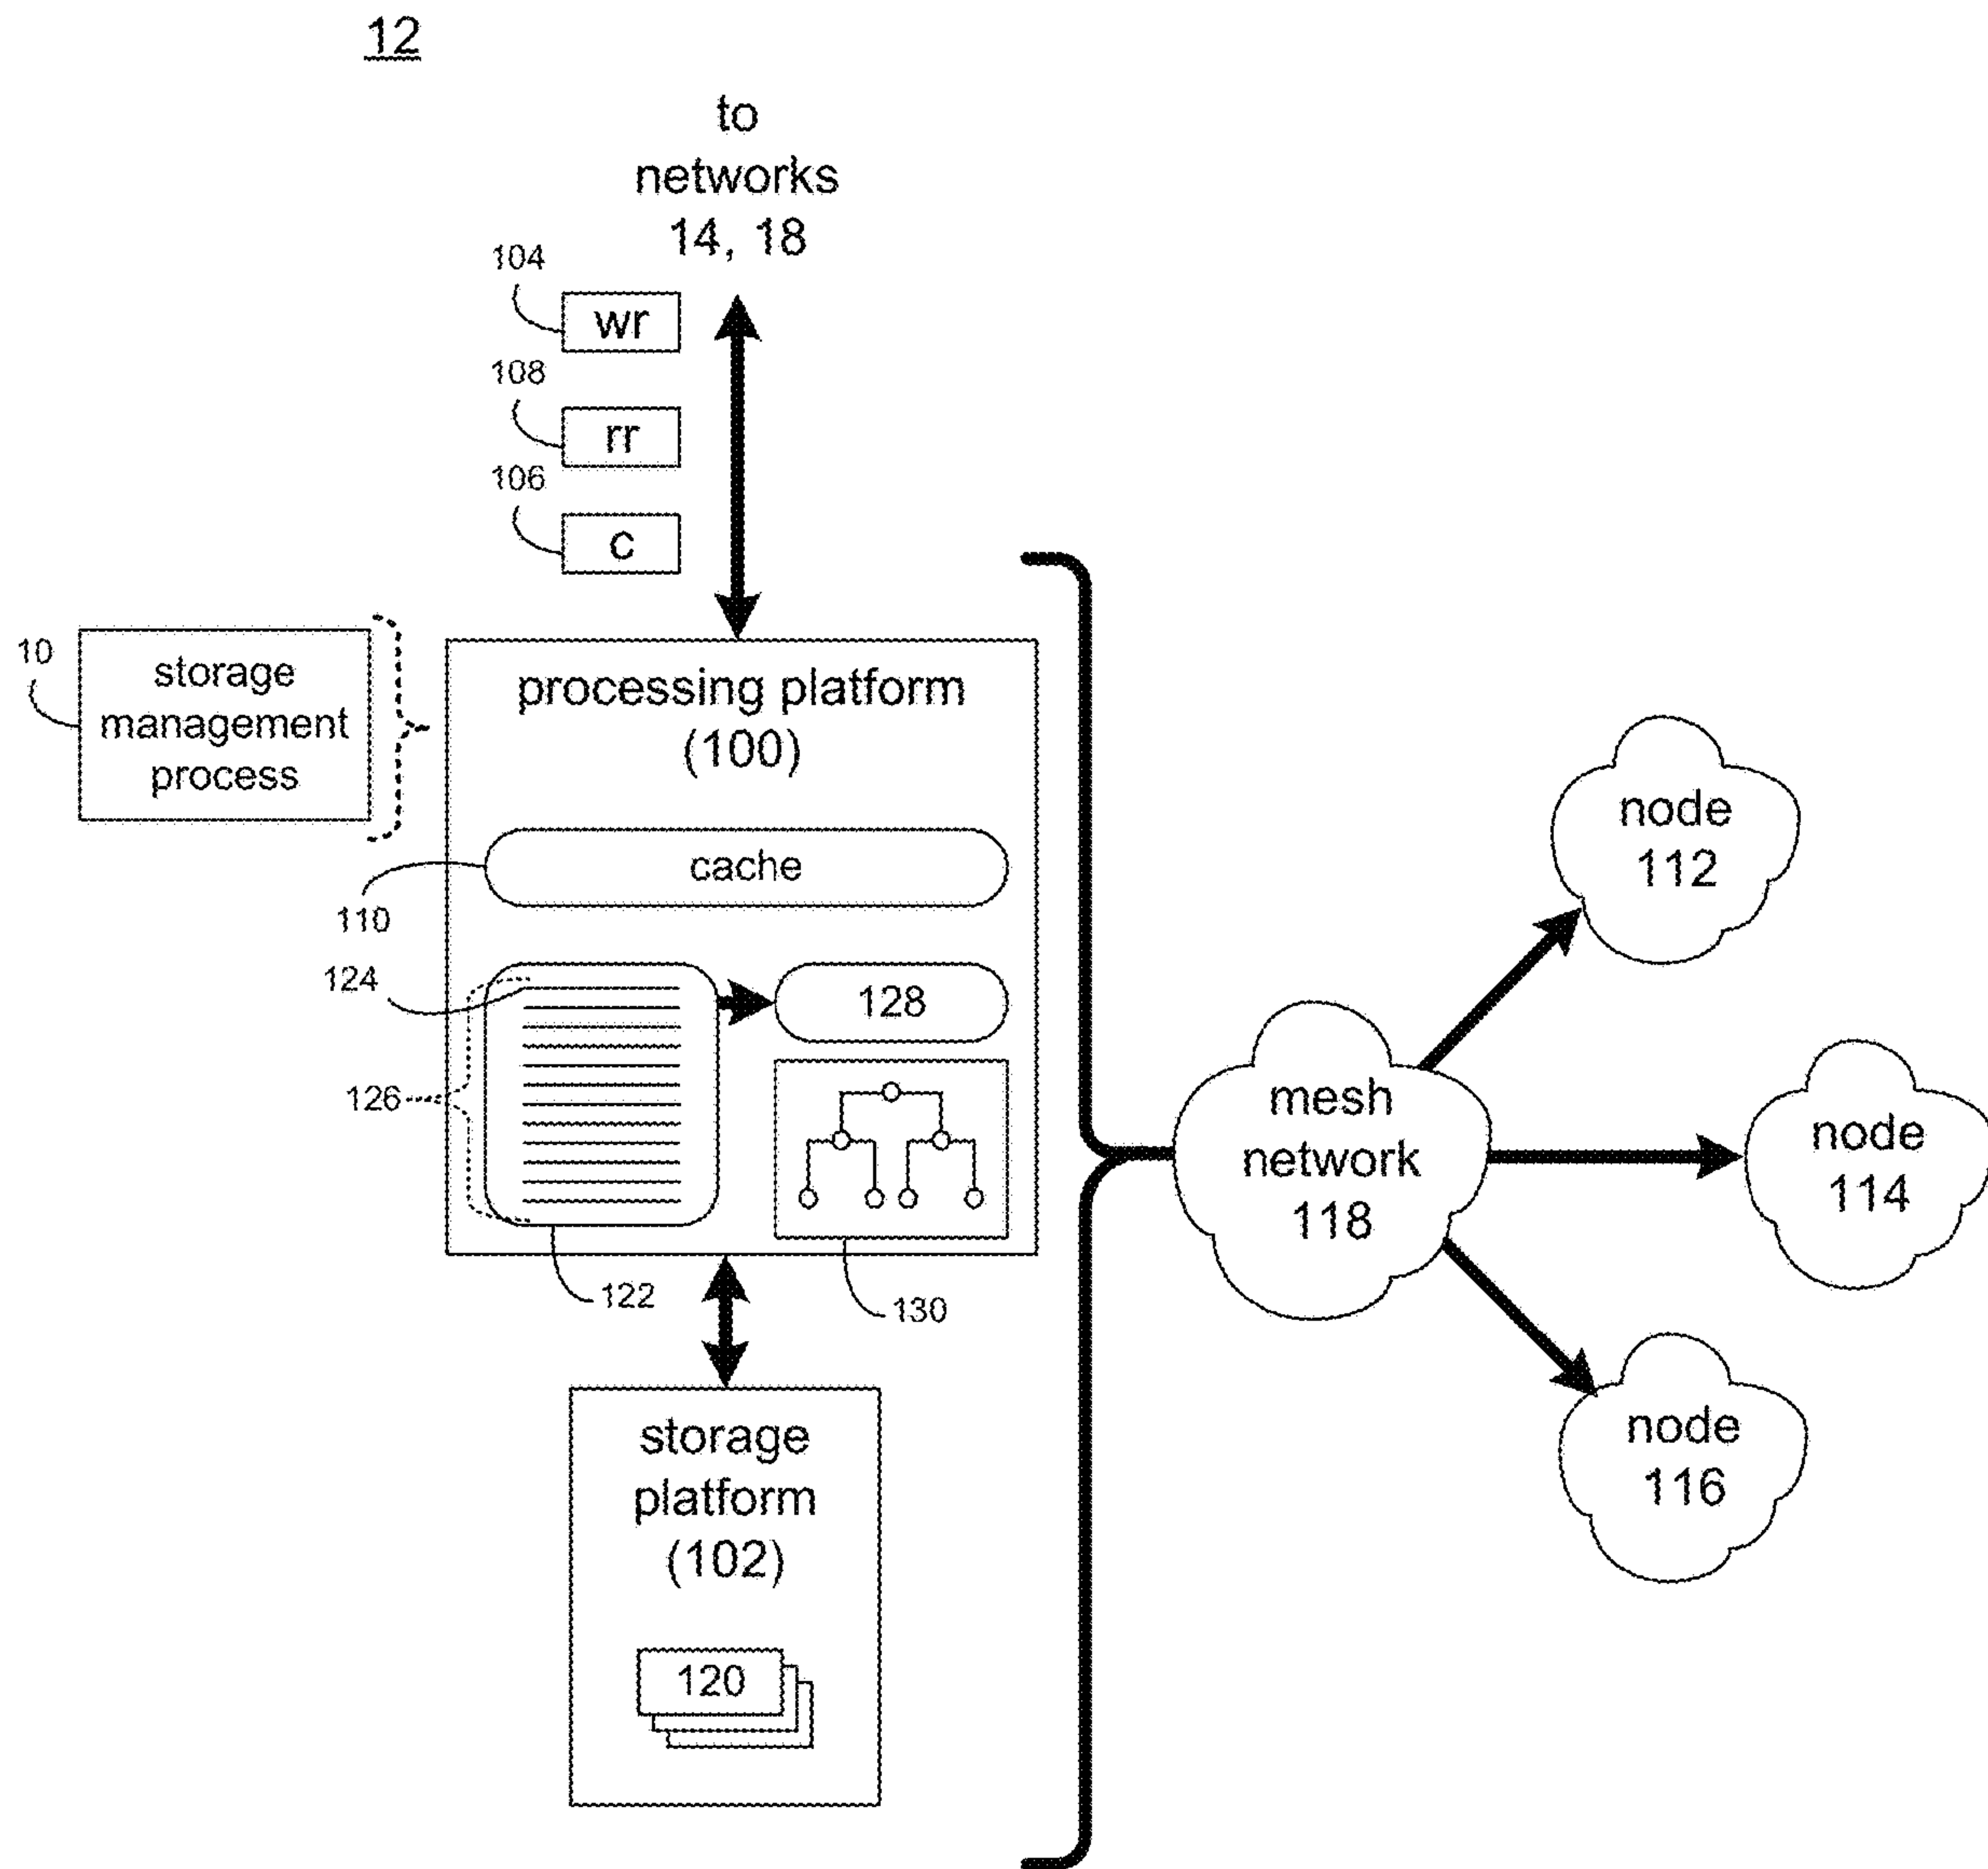 12
to
networks
14, 18
104
wr
108
rr
106
c
10
storage
management
process
processing platform
(100)
cache
110
124
128
126
122
130
storage
platform
(102)
120
mesh
network
118
node
112
node
114
node
116